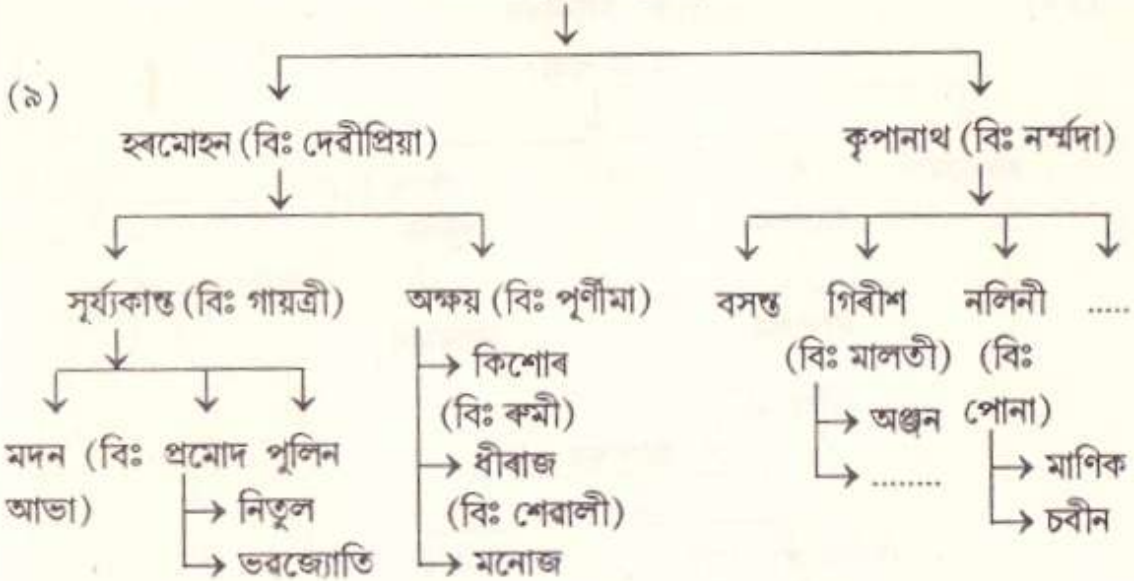 (৯)
হৰমোহন (বিঃ দেৱীপ্ৰিয়া) কৃপানাথ (বিঃ নৰ্ম্মদা)
সূৰ্য্যকান্ত (বিঃ গায়ত্ৰী) অক্ষয় (বিঃ পূৰ্ণীমা) বসন্ত গিৰীশ নলিনী .....
(বিঃ মালতী) (বিঃ
কিশোৰ
(বিঃ ৰুমী) অঞ্জন পোনা)
মদন (বিঃ প্ৰমোদ পুলিন ধীৰাজ মাণিক
আভা) নিতুল (বিঃ শেৱালী) ........ চবীন
ভৱজ্যোতি মনোজ